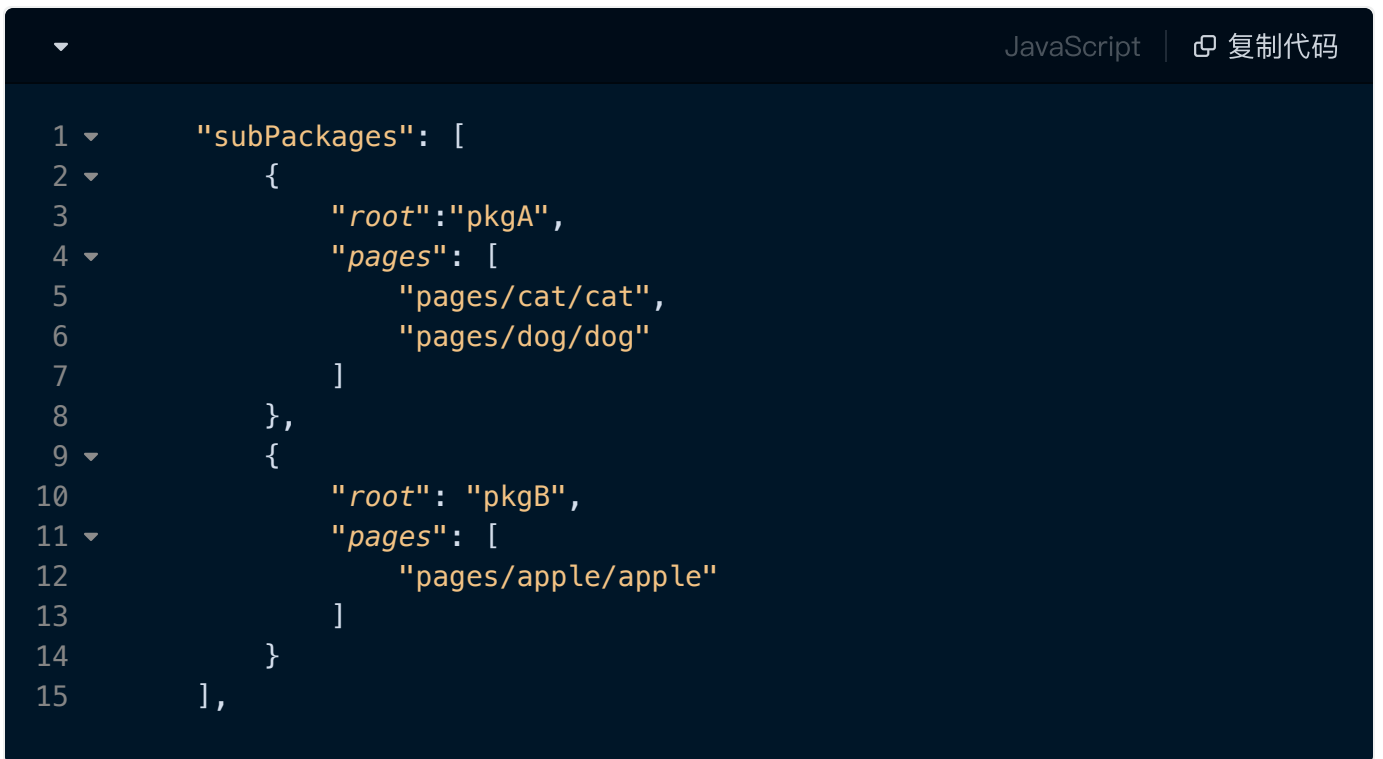 JavaScript 复制代码
1 "subPackages": [
2 {
3 "root":"pkgA",
4 "pages": [
5 "pages/cat/cat",
6 "pages/dog/dog"
7 ]
8 },
9 {
10 "root": "pkgB",
11 "pages": [
12 "pages/apple/apple"
13 ]
14 }
15 ],